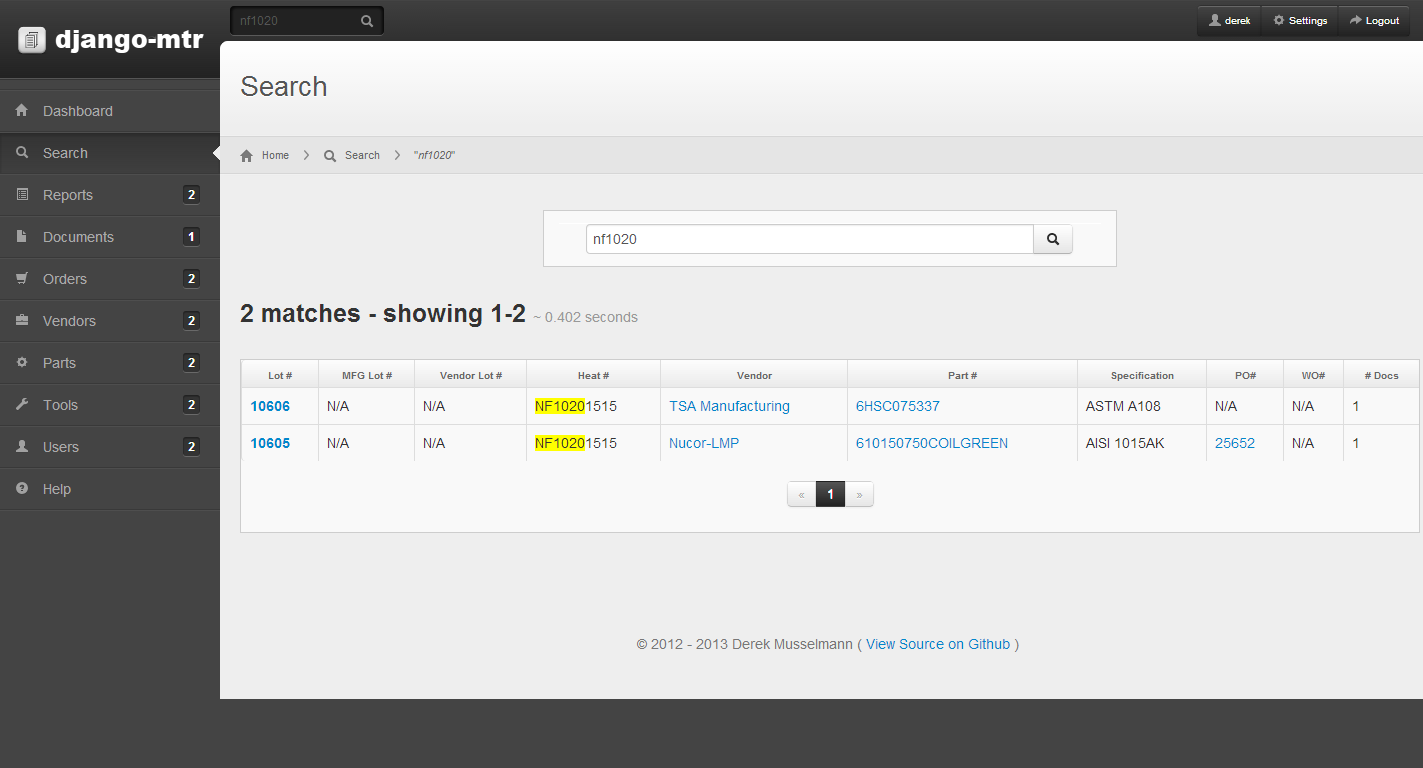 nf1020
derek Settings Logout
django-mtr
Search
Dashboard
Search
Reports 2
Documents 1
Orders 2
Vendors 2
Parts 2
Tools 2
Users 2
Help
Home Search "nf1020"
nf1020
2 matches - showing 1-2 ~ 0.402 seconds
Lot # MFG Lot # Vendor Lot # Heat # Vendor Part # Specification PO# WO# # Docs
10606 N/A N/A NF10201515 TSA Manufacturing 6HSC075337 ASTM A108 N/A N/A 1
10605 N/A N/A NF10201515 Nucor-LMP 610150750COILGREEN AISI 1015AK 25652 N/A 1
« 1 »
© 2012 - 2013 Derek Musselmann ( View Source on Github )